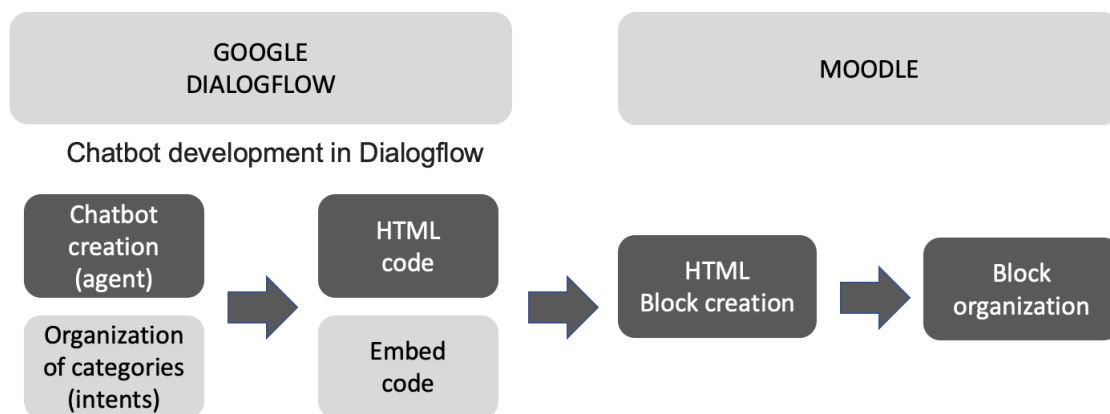 GOOGLE
DIALOGFLOW
MOODLE
Chatbot development in Dialogflow
Chatbot
creation
(agent)
Organization
of categories
(intents)
HTML
code
Embed
code
HTML
Block creation
Block
organization